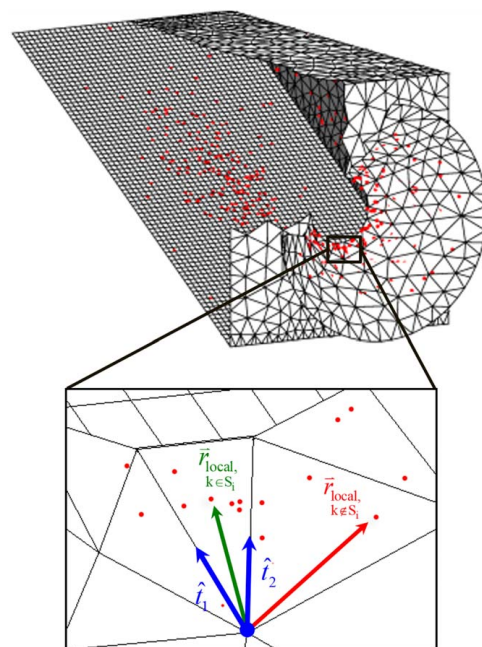 r⃗ local, k∈Sᵢ
r⃗ local, k∉Sᵢ
t̂₁
t̂₂